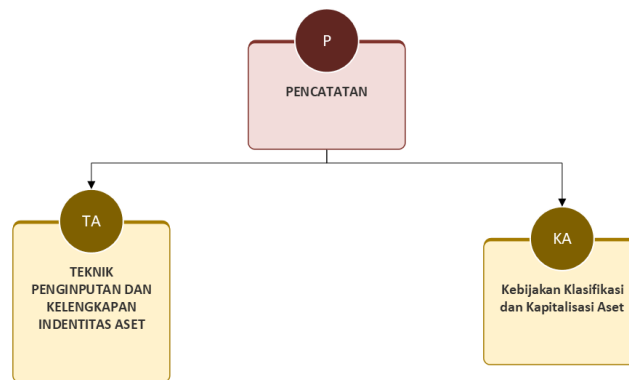 P
PENCATATAN
TA
TEKNIK
PENGINPUTAN DAN
KELENGKAPAN
INDENTITAS ASET
KA
Kebijakan Klasifikasi
dan Kapitalisasi Aset